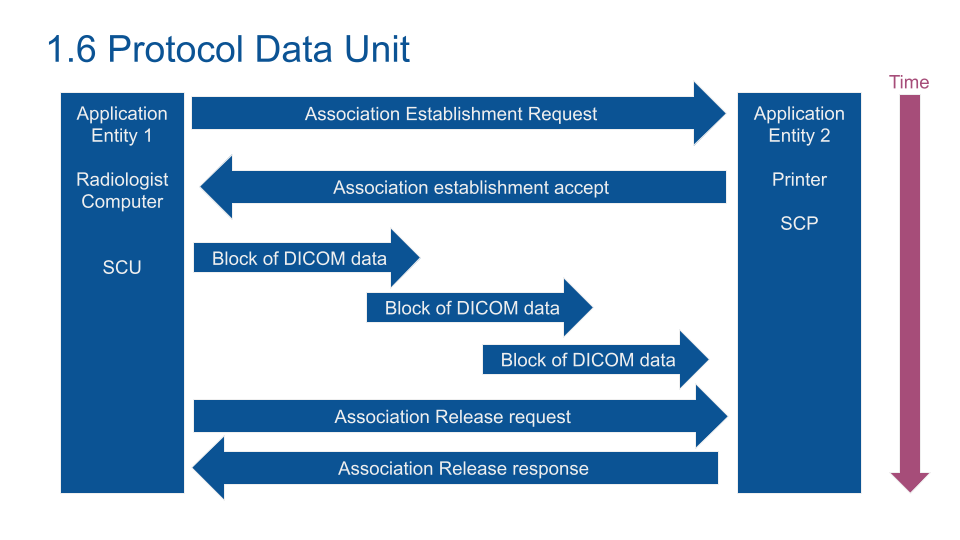 1.6 Protocol Data Unit
Time
Application
Entity 1
Radiologist
Computer
SCU
Association Establishment Request
Association establishment accept
Block of DICOM data
Block of DICOM data
Block of DICOM data
Association Release request
Association Release response
Application
Entity 2
Printer
SCP